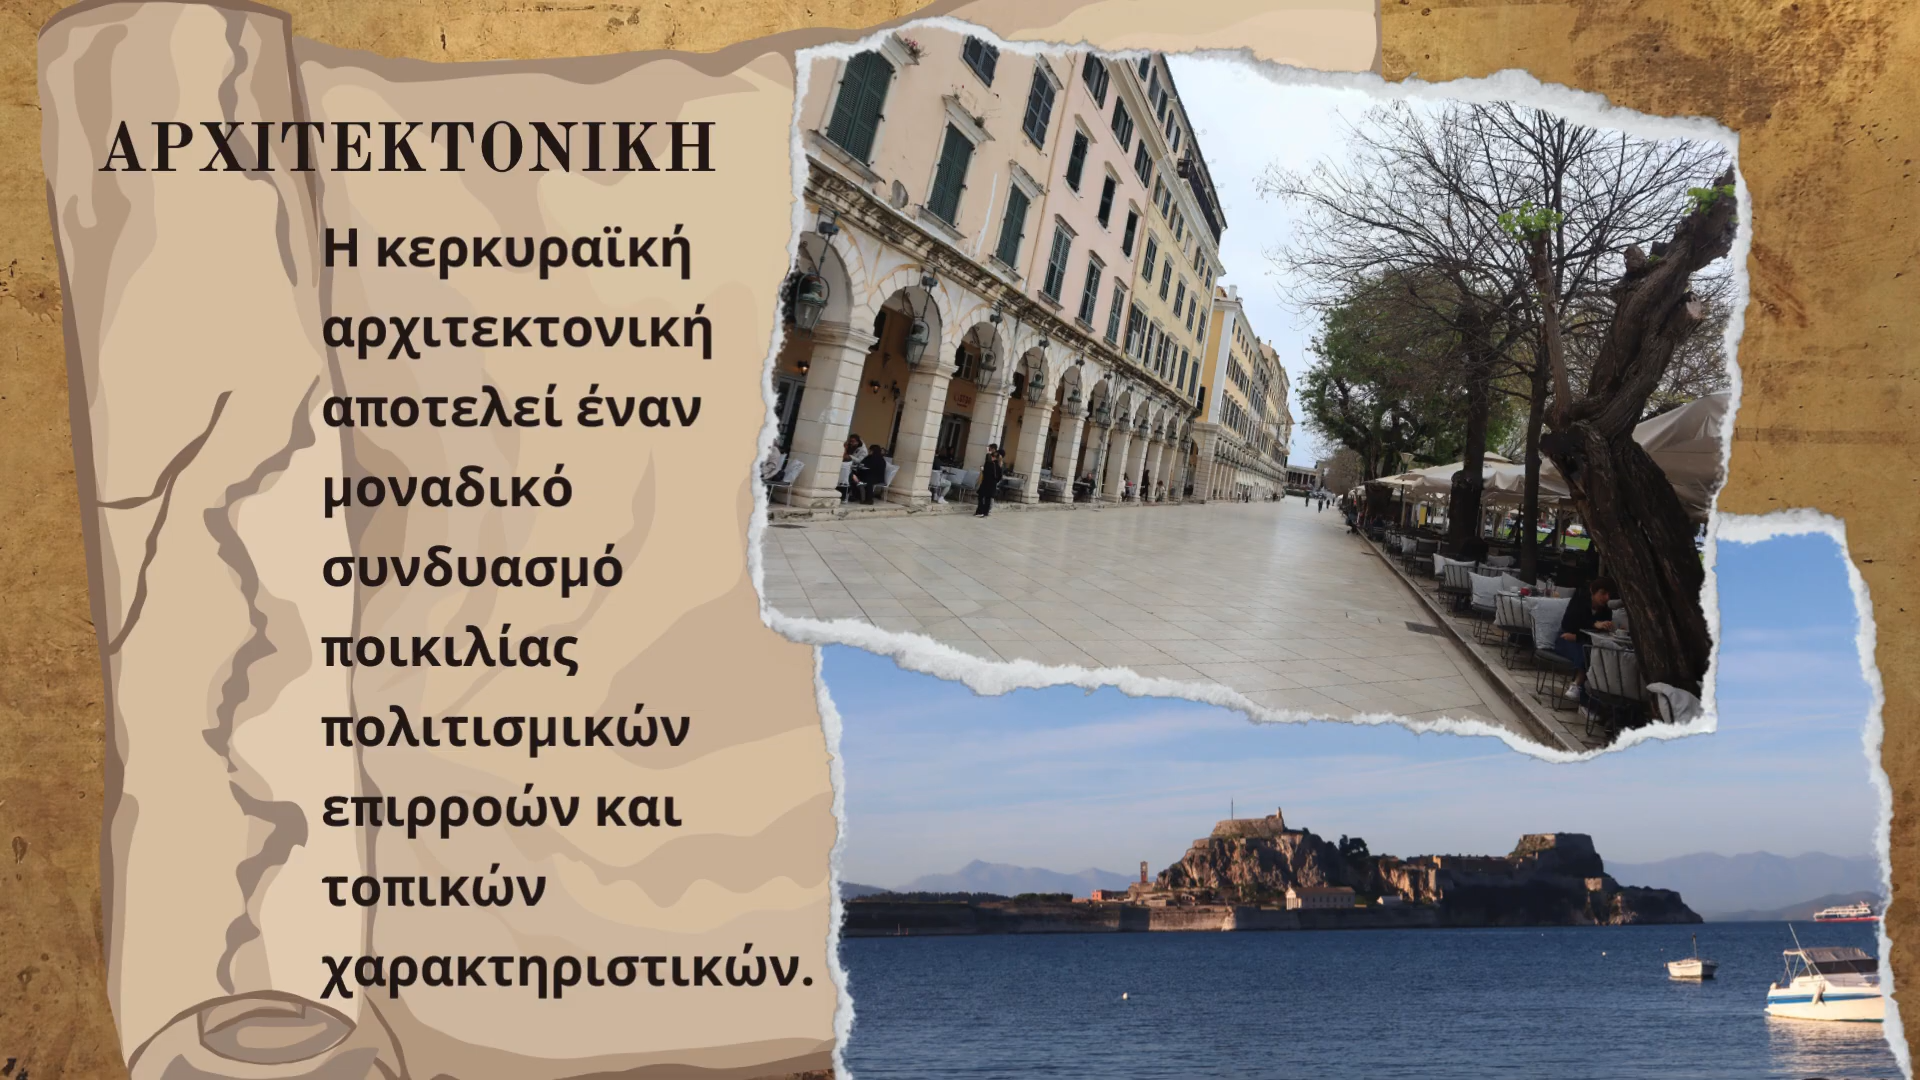 ΑΡΧΙΤΕΚΤΟΝΙΚΗ
Η κερκυραϊκή
αρχιτεκτονική
αποτελεί έναν
μοναδικό
συνδυασμό
ποικιλίας
πολιτισμικών
επιρροών και
τοπικών
χαρακτηριστικών.